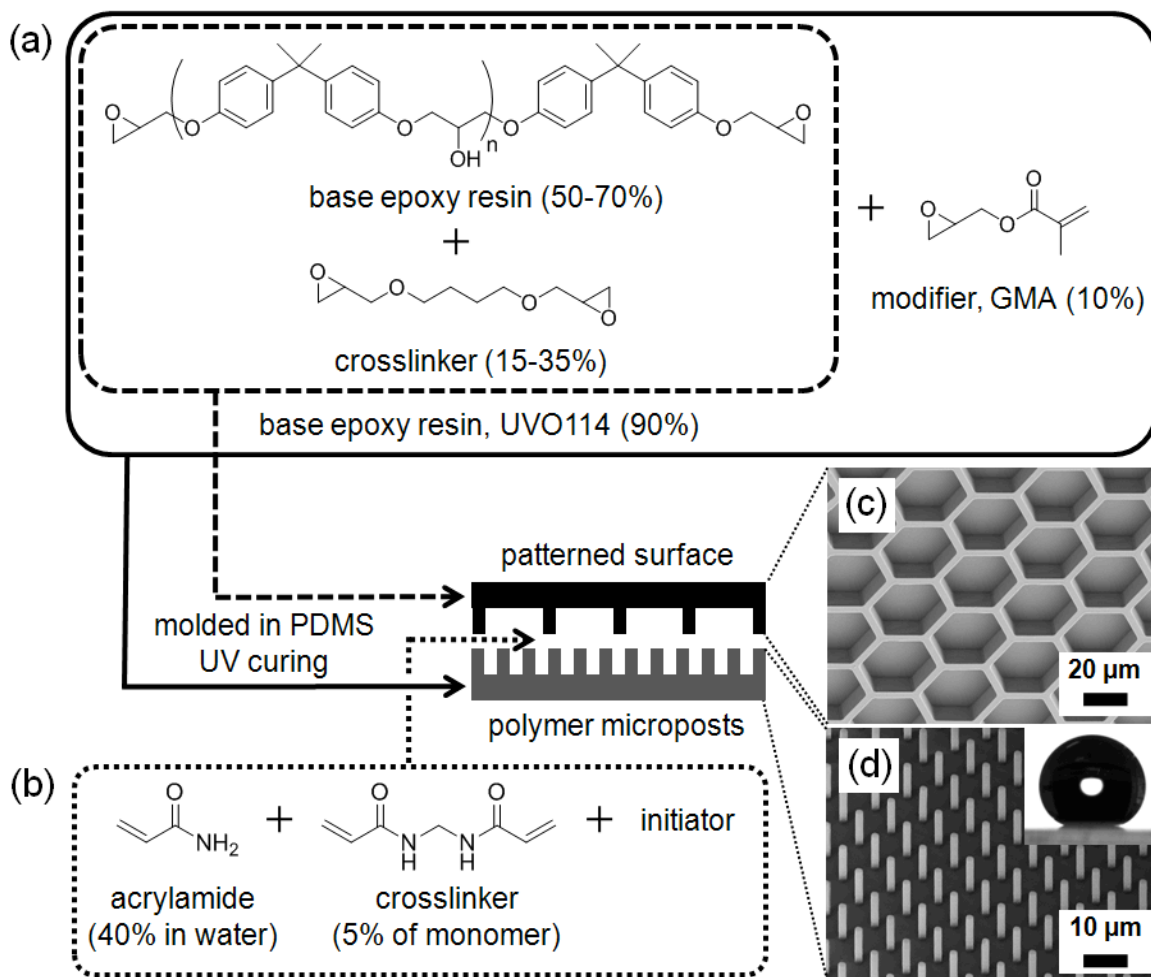 (a)
O
O
O
OH
n
O
O
O
base epoxy resin (50-70%)
+
O
O
O
O
crosslinker (15-35%)
+
O
O
O
modifier, GMA (10%)
base epoxy resin, UVO114 (90%)
patterned surface
molded in PDMS
UV curing
polymer microposts
(b)
O
NH2
acrylamide
(40% in water)
+
O
N
H
N
H
O
crosslinker
(5% of monomer)
+
initiator
(c)
20 μm
(d)
10 μm